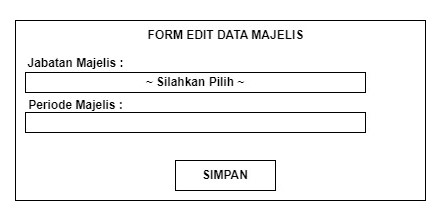 FORM EDIT DATA MAJELIS
Jabatan Majelis :
~ Silahkan Pilih ~
Periode Majelis :
SIMPAN